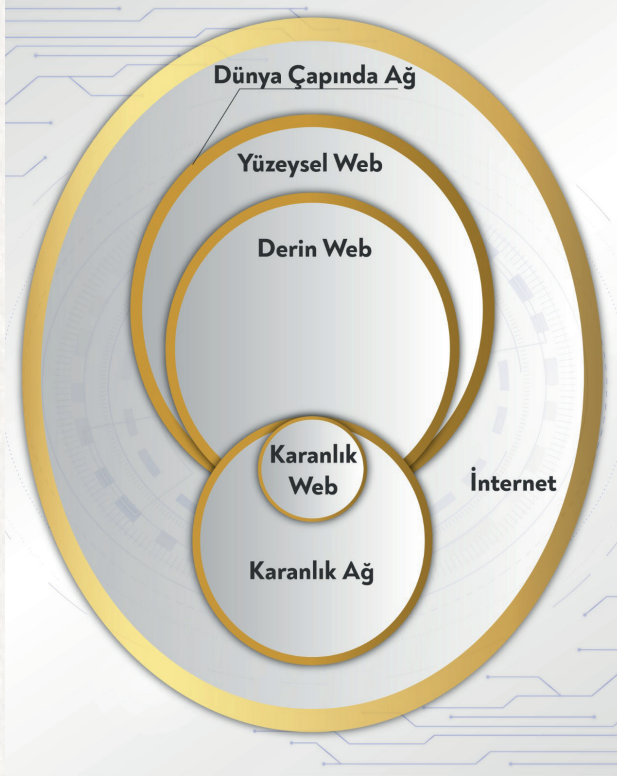 Dünya Çapında Ağ
Yüzeysel Web
Derin Web
Karanlık
Web
İnternet
Karanlık Ağ